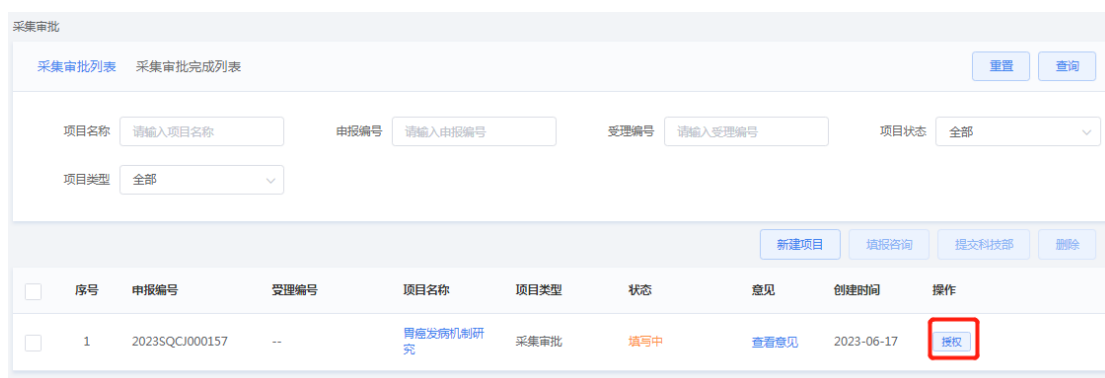 采集审批
采集审批列表 采集审批完成列表 重置 查询
项目名称 请输入项目名称 申报编号 请输入申报编号 受理编号 请输入受理编号 项目状态 全部
项目类型 全部
新建项目 填报咨询 提交科技部 删除
序号 申报编号 受理编号 项目名称 项目类型 状态 意见 创建时间 操作
1 2023SQCJ000157 -- 胃癌发病机制研 采集审批 填写中 查看意见 2023-06-17 授权
究